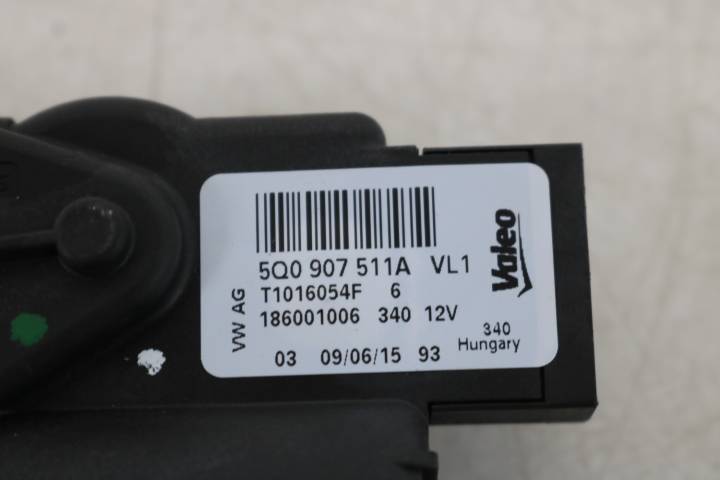 5Q0 907 511A VL1
T1016054F 6
186001006 340 12V
03 09/06/15 93
VW AG
Valeo
340
Hungary